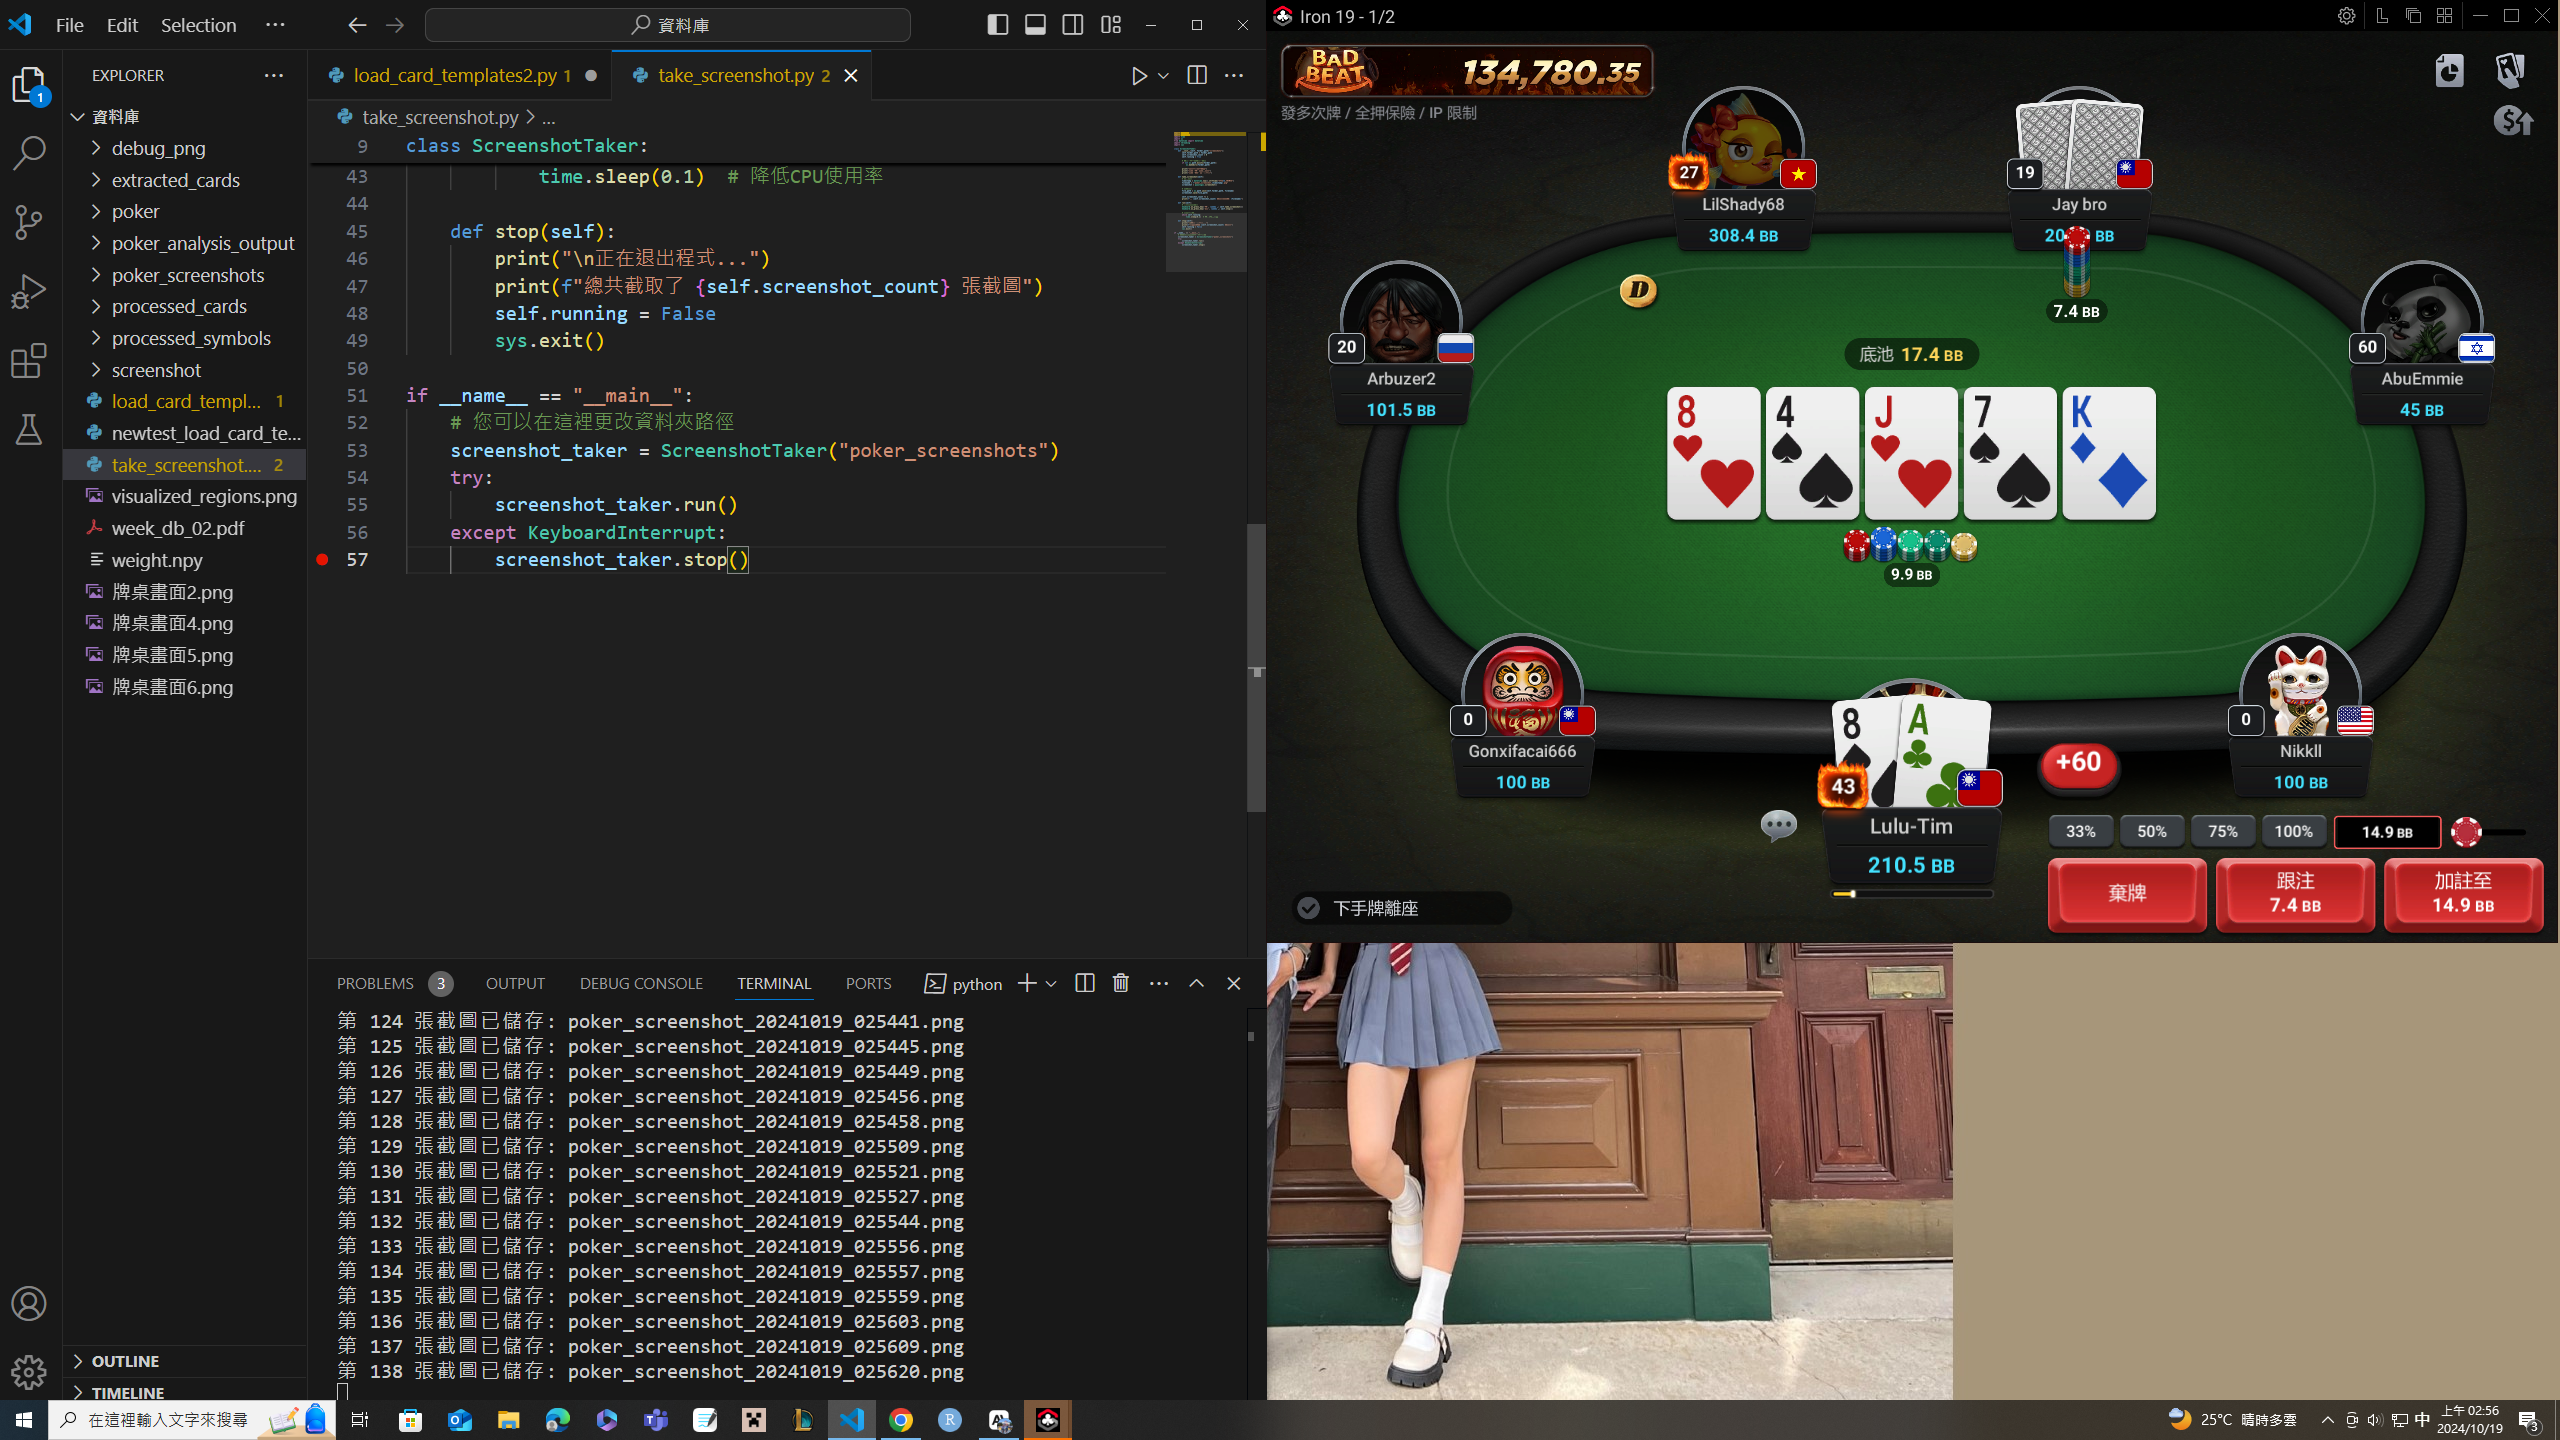 File Edit Selection ...
資料庫
EXPLORER
資料庫
debug_png
extracted_cards
poker
poker_analysis_output
poker_screenshots
processed_cards
processed_symbols
screenshot
load_card_templ... 1
newtest_load_card_te...
take_screenshot.... 2
visualized_regions.png
week_db_02.pdf
weight.npy
牌桌畫面2.png
牌桌畫面4.png
牌桌畫面5.png
牌桌畫面6.png
OUTLINE
TIMELINE
1
load_card_templates2.py 1
take_screenshot.py 2
take_screenshot.py > ...
9 class ScreenshotTaker:
43 time.sleep(0.1) # 降低CPU使用率
44
45 def stop(self):
46 print("\n正在退出程式...")
47 print(f"總共截取了 {self.screenshot_count} 張截圖")
48 self.running = False
49 sys.exit()
50
51 if __name__ == "__main__":
52 # 您可以在這裡更改資料夾路徑
53 screenshot_taker = ScreenshotTaker("poker_screenshots")
54 try:
55 screenshot_taker.run()
56 except KeyboardInterrupt:
57 screenshot_taker.stop()
PROBLEMS 3 OUTPUT DEBUG CONSOLE TERMINAL PORTS python
第 124 張截圖已儲存: poker_screenshot_20241019_025441.png
第 125 張截圖已儲存: poker_screenshot_20241019_025445.png
第 126 張截圖已儲存: poker_screenshot_20241019_025449.png
第 127 張截圖已儲存: poker_screenshot_20241019_025456.png
第 128 張截圖已儲存: poker_screenshot_20241019_025458.png
第 129 張截圖已儲存: poker_screenshot_20241019_025509.png
第 130 張截圖已儲存: poker_screenshot_20241019_025521.png
第 131 張截圖已儲存: poker_screenshot_20241019_025527.png
第 132 張截圖已儲存: poker_screenshot_20241019_025544.png
第 133 張截圖已儲存: poker_screenshot_20241019_025556.png
第 134 張截圖已儲存: poker_screenshot_20241019_025557.png
第 135 張截圖已儲存: poker_screenshot_20241019_025559.png
第 136 張截圖已儲存: poker_screenshot_20241019_025603.png
第 137 張截圖已儲存: poker_screenshot_20241019_025609.png
第 138 張截圖已儲存: poker_screenshot_20241019_025620.png
Iron 19 - 1/2
BAD BEAT 134,780.35
發多次牌 / 全押保險 / IP 限制
27
LilShady68
308.4 BB
19
Jay bro
BB
7.4 BB
D
20
Arbuzer2
101.5 BB
60
AbuEmmie
45 BB
底池 17.4 BB
8 4 J 7 K
9.9 BB
0
Gonxifacai666
100 BB
8 A
43
Lulu-Tim
210.5 BB
+60
0
Nikkll
100 BB
33% 50% 75% 100% 14.9 BB
下手牌離座
棄牌
跟注
7.4 BB
加註至
14.9 BB
在這裡輸入文字來搜尋
25°C 晴時多雲
中
上午 02:56
2024/10/19
3